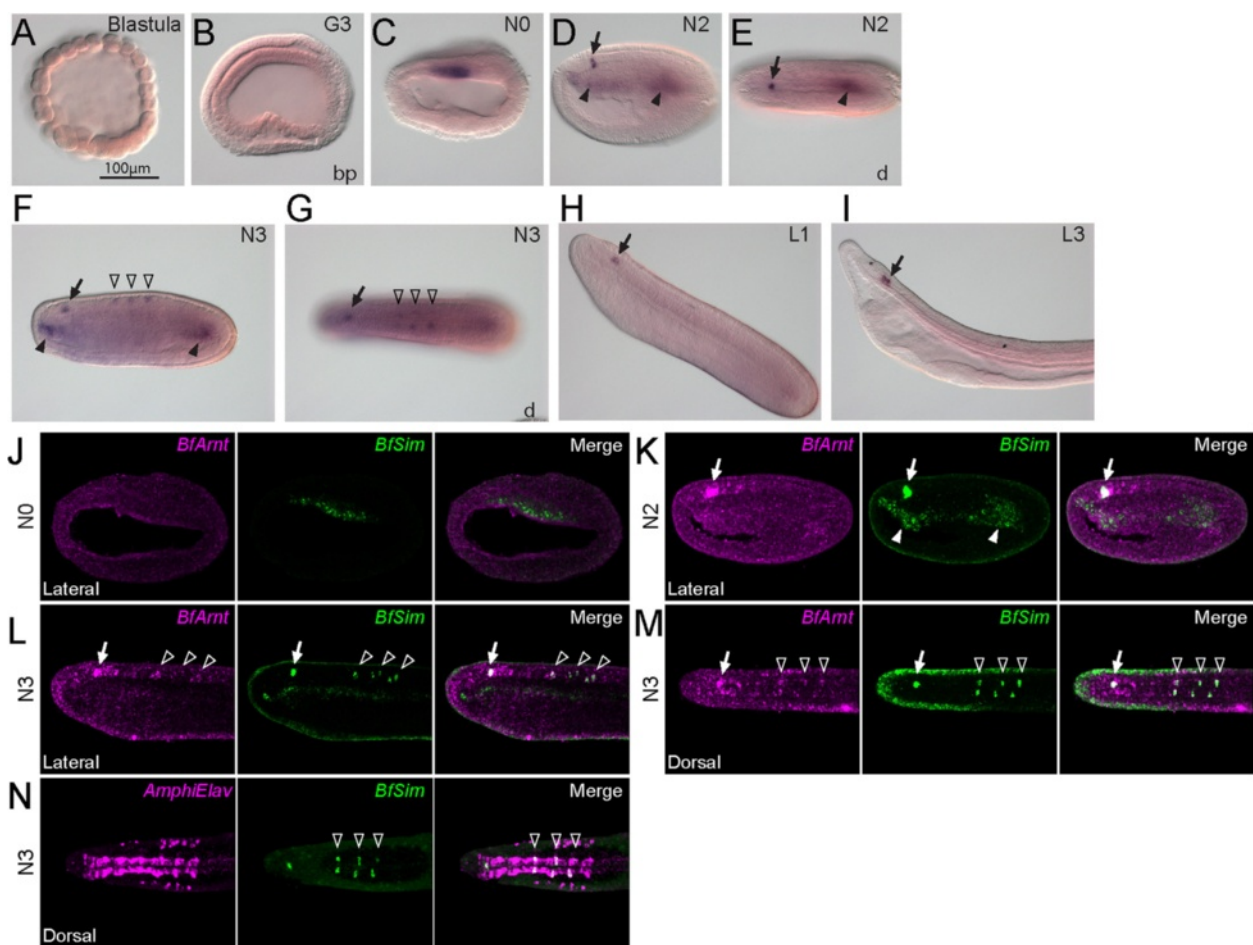 A Blastula
100µm
B G3
bp
C N0
D N2
E N2
d
F N3
G N3
d
H L1
I L3
J N0 BfArnt BfSim Merge
Lateral
K N2 BfArnt BfSim Merge
Lateral
L N3 BfArnt BfSim Merge
Lateral
M N3 BfArnt BfSim Merge
Dorsal
N N3 AmphiElav BfSim Merge
Dorsal